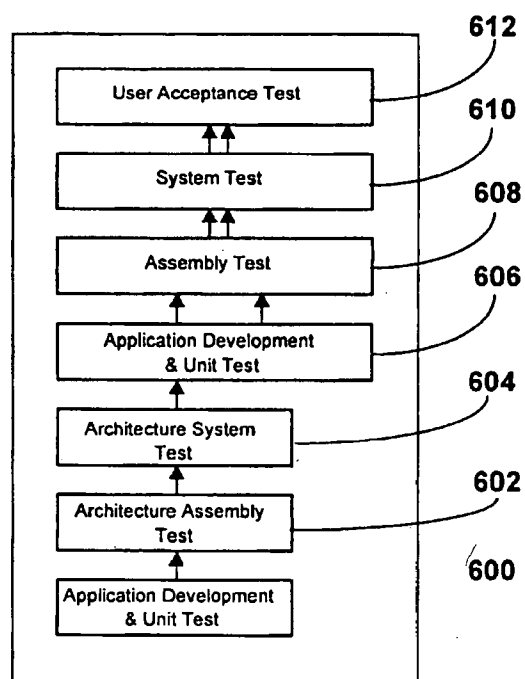 612
User Acceptance Test
610
System Test
608
Assembly Test
606
Application Development
& Unit Test
604
Architecture System
Test
602
Architecture Assembly
Test
600
Application Development
& Unit Test